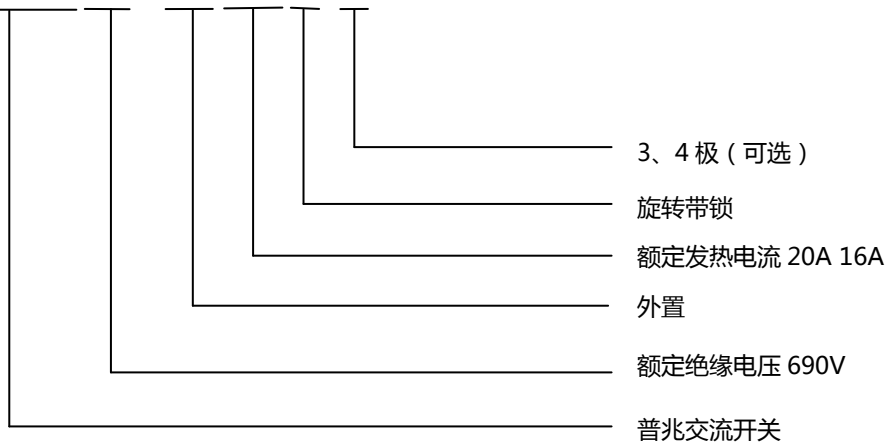 3、4 极（可选）
旋转带锁
额定发热电流 20A 16A
外置
额定绝缘电压 690V
普兆交流开关